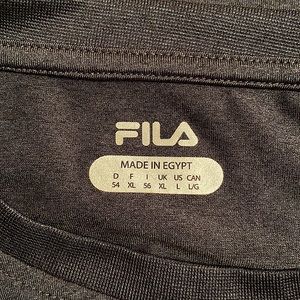 FILA
MADE IN EGYPT
D F I UK US CAN
54 XL 56 XL L L/G